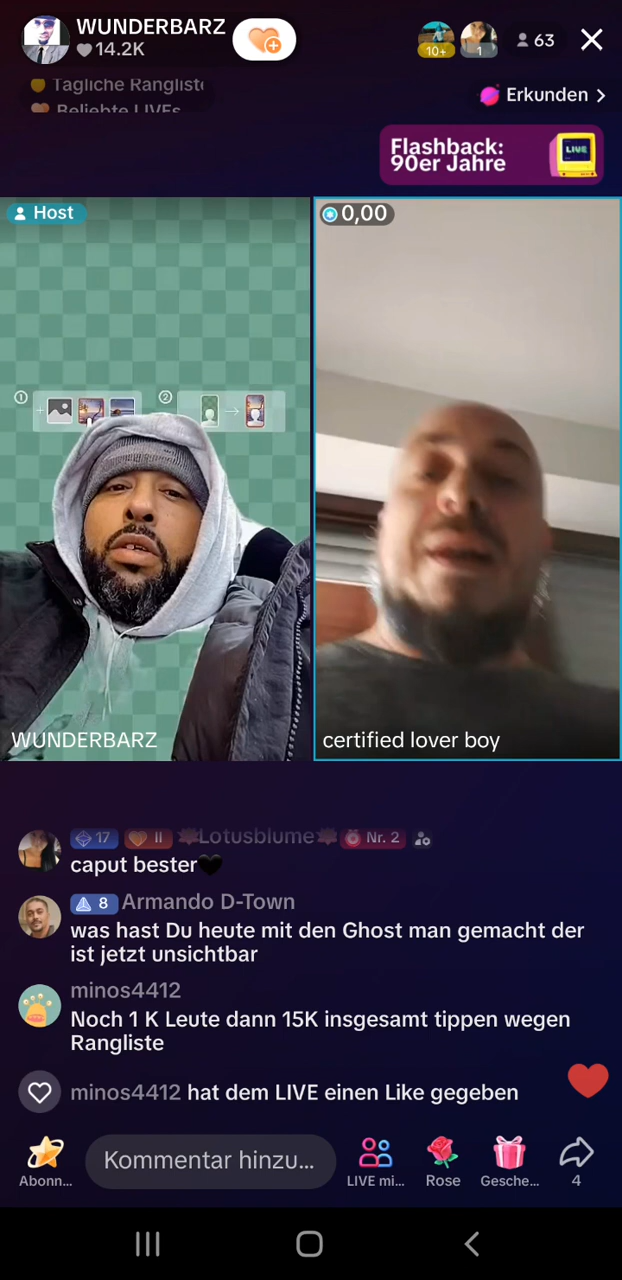 WUNDERBARZ
14.2K
10+
1
63
Tägliche Rangliste
Beliebte LIVEs
Erkunden
Flashback:
90er Jahre
LIVE
Host
0,00
1
2
WUNDERBARZ
certified lover boy
17 II Lotusblume Nr. 2
caput bester🖤
8 Armando D-Town
was hast Du heute mit den Ghost man gemacht der
ist jetzt unsichtbar
minos4412
Noch 1 K Leute dann 15K insgesamt tippen wegen
Rangliste
minos4412 hat dem LIVE einen Like gegeben
Abonn...
Kommentar hinzu...
LIVE mi...
Rose
Gesche...
4